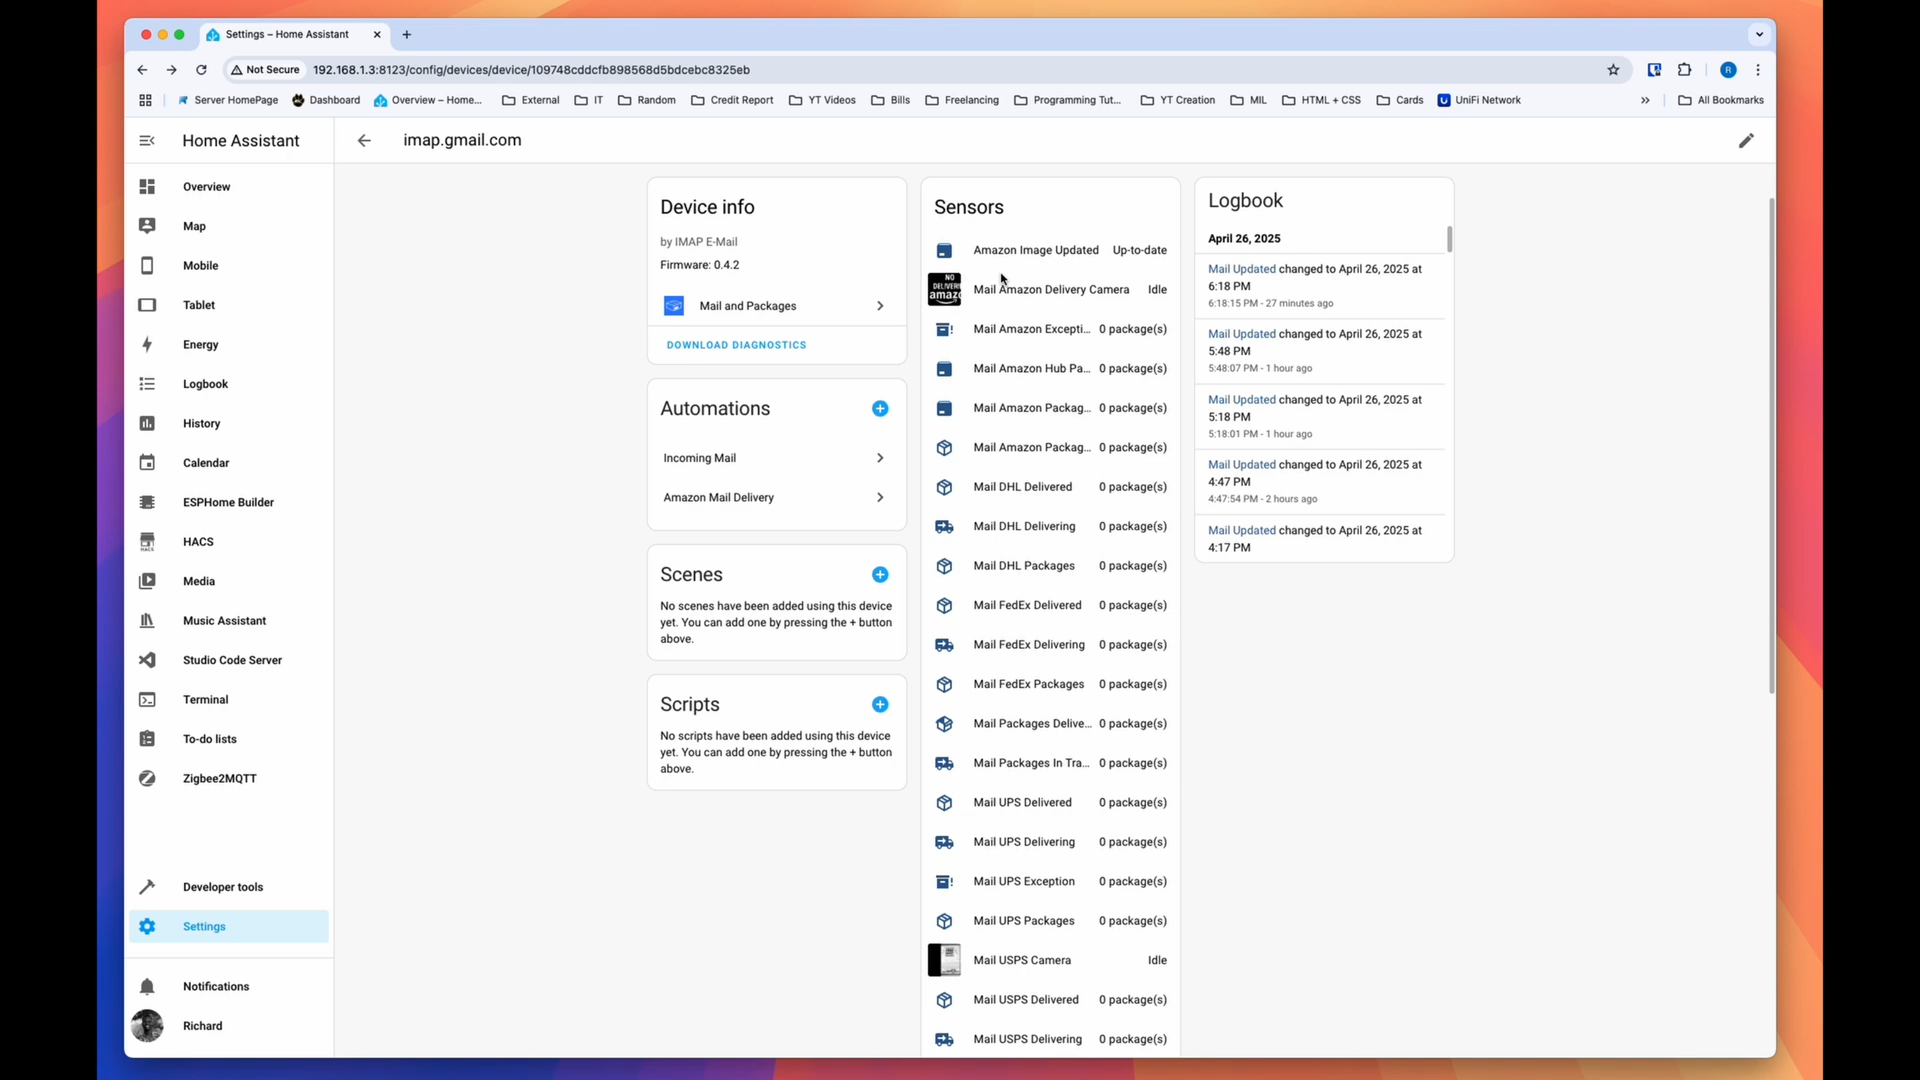 Settings – Home Assistant
Not Secure
192.168.1.3:8123/config/devices/device/109748cddcfb898568d5bdcebc8325eb
R
Server HomePage
Dashboard
Overview – Home...
External
IT
Random
Credit Report
YT Videos
Bills
Freelancing
Programming Tut...
YT Creation
MIL
HTML + CSS
Cards
U
UniFi Network
All Bookmarks
Home Assistant
imap.gmail.com
Overview
Map
Mobile
Tablet
Energy
Logbook
History
Calendar
ESPHome Builder
HACS
HACS
Media
Music Assistant
Studio Code Server
Terminal
To-do lists
Zigbee2MQTT
Developer tools
Settings
Notifications
Richard
Device info
by IMAP E-Mail
Firmware: 0.4.2
Mail and Packages
DOWNLOAD DIAGNOSTICS
Automations
Incoming Mail
Amazon Mail Delivery
Scenes
No scenes have been added using this device
yet. You can add one by pressing the + button
above.
Scripts
No scripts have been added using this device
yet. You can add one by pressing the + button
above.
Sensors
Amazon Image Updated Up-to-date
NO
DELIVER
amazo
Mail Amazon Delivery Camera Idle
Mail Amazon Excepti... 0 package(s)
Mail Amazon Hub Pa... 0 package(s)
Mail Amazon Packag... 0 package(s)
Mail Amazon Packag... 0 package(s)
Mail DHL Delivered 0 package(s)
Mail DHL Delivering 0 package(s)
Mail DHL Packages 0 package(s)
Mail FedEx Delivered 0 package(s)
Mail FedEx Delivering 0 package(s)
Mail FedEx Packages 0 package(s)
Mail Packages Delive... 0 package(s)
Mail Packages In Tra... 0 package(s)
Mail UPS Delivered 0 package(s)
Mail UPS Delivering 0 package(s)
Mail UPS Exception 0 package(s)
Mail UPS Packages 0 package(s)
Mail USPS Camera Idle
Mail USPS Delivered 0 package(s)
Mail USPS Delivering 0 package(s)
Logbook
April 26, 2025
Mail Updated changed to April 26, 2025 at
6:18 PM
6:18:15 PM - 27 minutes ago
Mail Updated changed to April 26, 2025 at
5:48 PM
5:48:07 PM - 1 hour ago
Mail Updated changed to April 26, 2025 at
5:18 PM
5:18:01 PM - 1 hour ago
Mail Updated changed to April 26, 2025 at
4:47 PM
4:47:54 PM - 2 hours ago
Mail Updated changed to April 26, 2025 at
4:17 PM